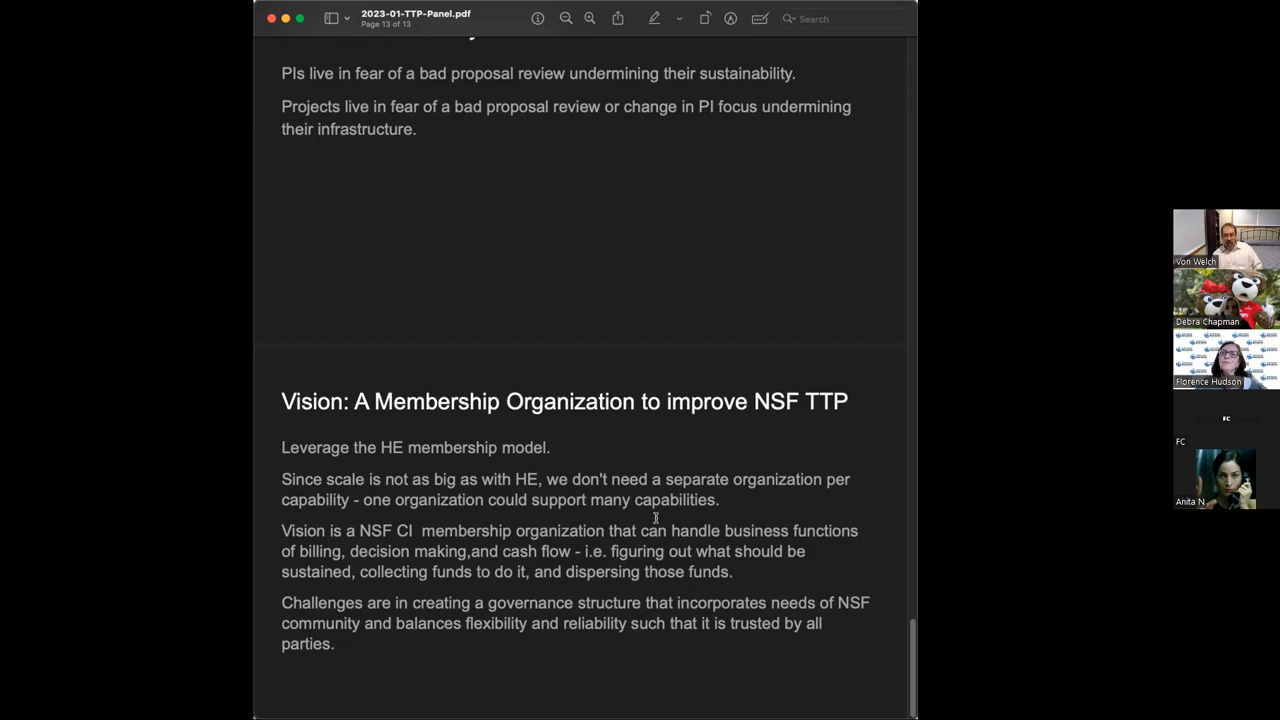 2023-01-TTP-Panel.pdf
Page 13 of 13
Search
PIs live in fear of a bad proposal review undermining their sustainability.
Projects live in fear of a bad proposal review or change in PI focus undermining
their infrastructure.
Vision: A Membership Organization to improve NSF TTP
Leverage the HE membership model.
Since scale is not as big as with HE, we don't need a separate organization per
capability - one organization could support many capabilities.
Vision is a NSF CI  membership organization that can handle business functions
of billing, decision making,and cash flow - i.e. figuring out what should be
sustained, collecting funds to do it, and dispersing those funds.
Challenges are in creating a governance structure that incorporates needs of NSF
community and balances flexibility and reliability such that it is trusted by all
parties.
Von Welch
Debra Chapman
Florence Hudson
FC
FC
Anita N